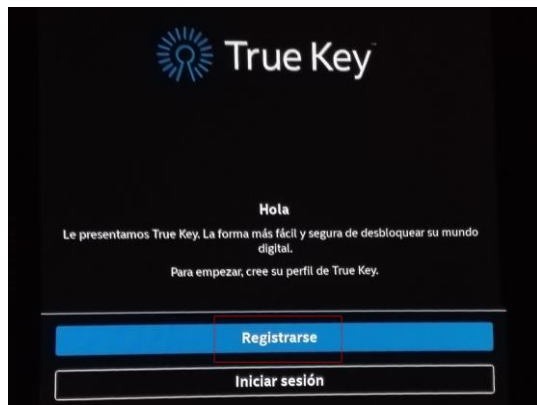 True Key™
Hola
Le presentamos True Key. La forma más fácil y segura de desbloquear su mundo
digital.
Para empezar, cree su perfil de True Key.
Registrarse
Iniciar sesión